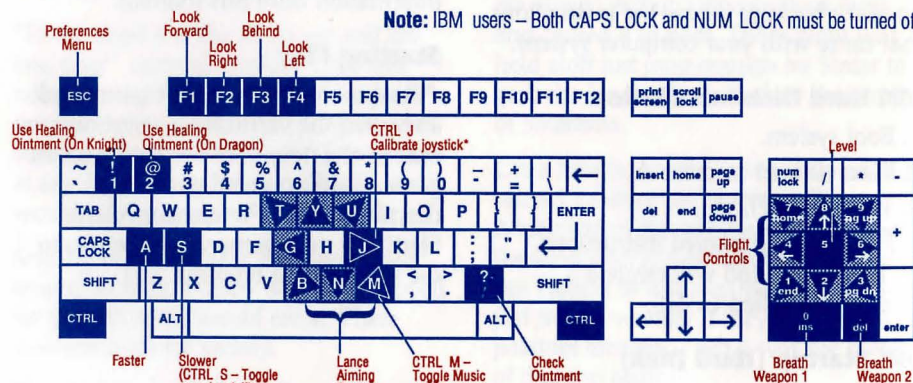 Note: IBM users – Both CAPS LOCK and NUM LOCK must be turned of
Preferences
Menu
Look
Forward
Look
Right
Look
Behind
Look
Left
ESC F1 F2 F3 F4 F5 F6 F7 F8 F9 F10 F11 F12 print screen scroll lock pause
Use Healing
Ointment (On Knight)
Use Healing
Ointment (On Dragon)
CTRL J
Calibrate joystick*
Level
~ ! 1 @ 2 # 3 $ 4 % 5 ^ 6 & 7 * 8 ( 9 ) 0 – – + = | \ ←
insert home page up
num lock / * -
TAB Q W E R T Y U I O P { [ } ] ENTER
del end page down
7 home 8 ↑ 9 pg up +
CAPS LOCK A S D F G H J K L : ; " '
Flight
Controls
4 ← 5 6 →
SHIFT Z X C V B N M < , > . ? SHIFT
↑
1 end 2 ↓ 3 pg dn
CTRL ALT ALT CTRL
← ↓ →
0 ins del enter
Faster
Slower
(CTRL S – Toggle
Lance
Aiming
CTRL M –
Toggle Music
Check
Ointment
Breath
Weapon 1
Breath
Weapon 2